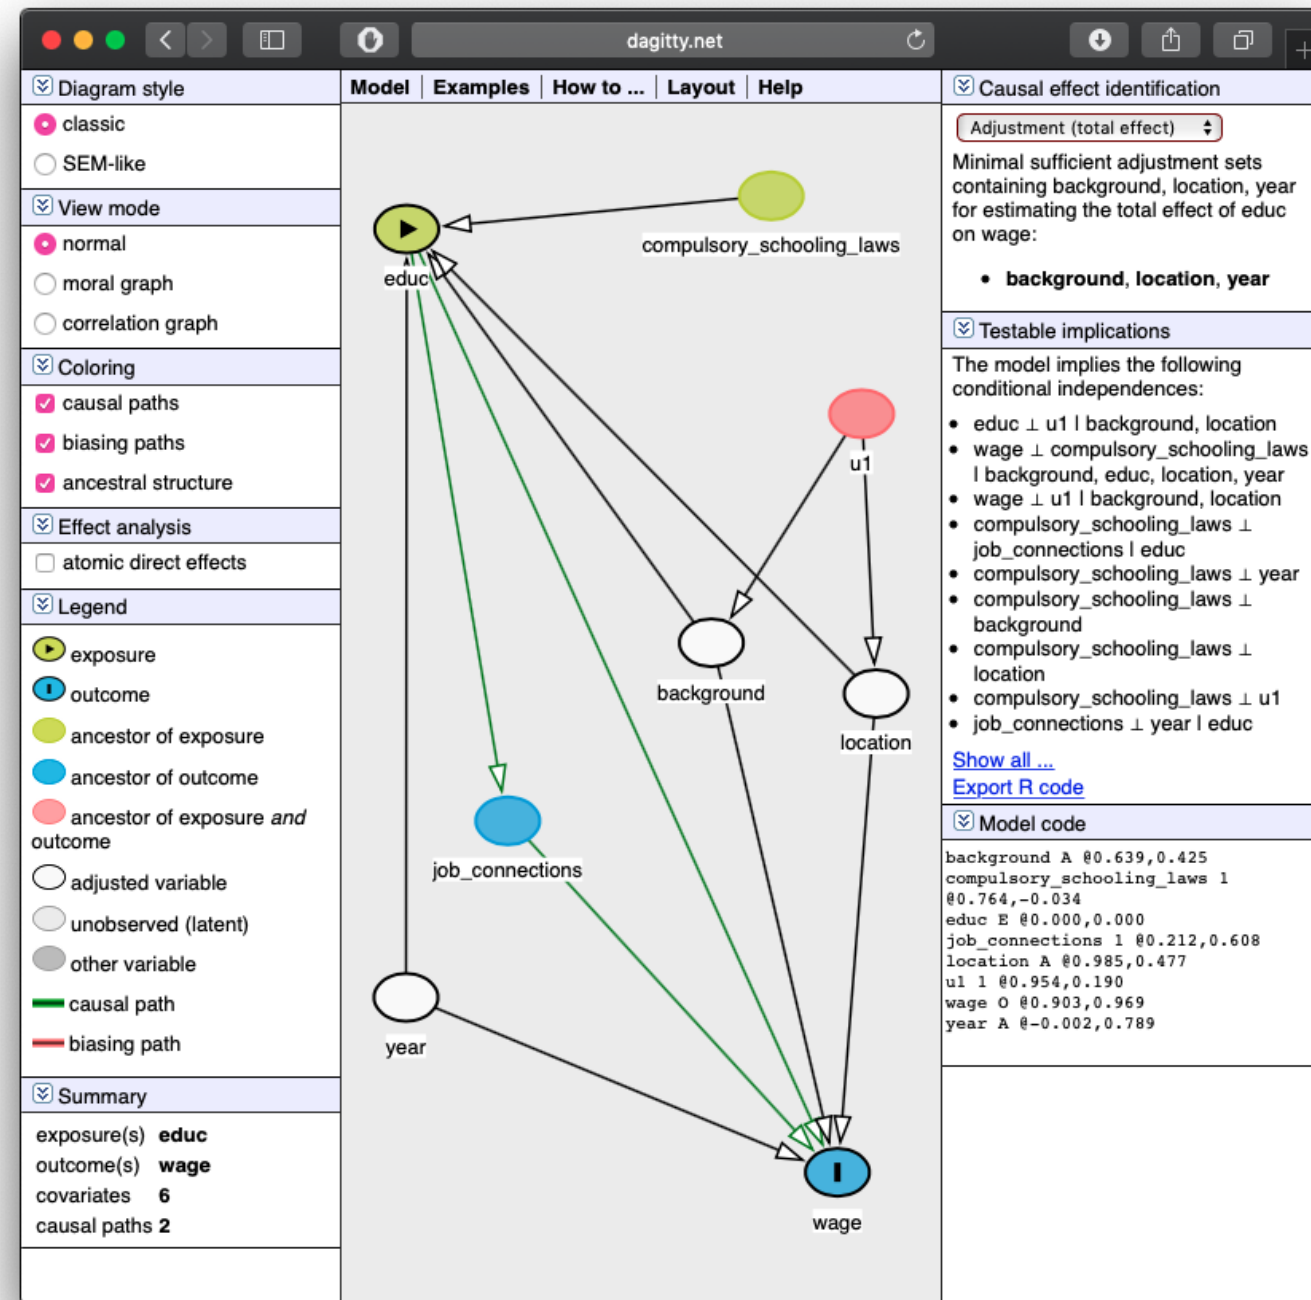 dagitty.net
Diagram style
classic
SEM-like
View mode
normal
moral graph
correlation graph
Coloring
causal paths
biasing paths
ancestral structure
Effect analysis
atomic direct effects
Legend
exposure
outcome
ancestor of exposure
ancestor of outcome
ancestor of exposure and
outcome
adjusted variable
unobserved (latent)
other variable
causal path
biasing path
Summary
exposure(s) educ
outcome(s) wage
covariates 6
causal paths 2
Model | Examples | How to ... | Layout | Help
compulsory_schooling_laws
educ
u1
background
location
job_connections
year
wage
Causal effect identification
Adjustment (total effect)
Minimal sufficient adjustment sets
containing background, location, year
for estimating the total effect of educ
on wage:
• background, location, year
Testable implications
The model implies the following
conditional independences:
• educ ⊥ u1 | background, location
• wage ⊥ compulsory_schooling_laws
| background, educ, location, year
• wage ⊥ u1 | background, location
• compulsory_schooling_laws ⊥
job_connections | educ
• compulsory_schooling_laws ⊥ year
• compulsory_schooling_laws ⊥
background
• compulsory_schooling_laws ⊥
location
• compulsory_schooling_laws ⊥ u1
• job_connections ⊥ year | educ
Show all ...
Export R code
Model code
background A @0.639,0.425
compulsory_schooling_laws 1
@0.764,-0.034
educ E @0.000,0.000
job_connections 1 @0.212,0.608
location A @0.985,0.477
u1 1 @0.954,0.190
wage O @0.903,0.969
year A @-0.002,0.789